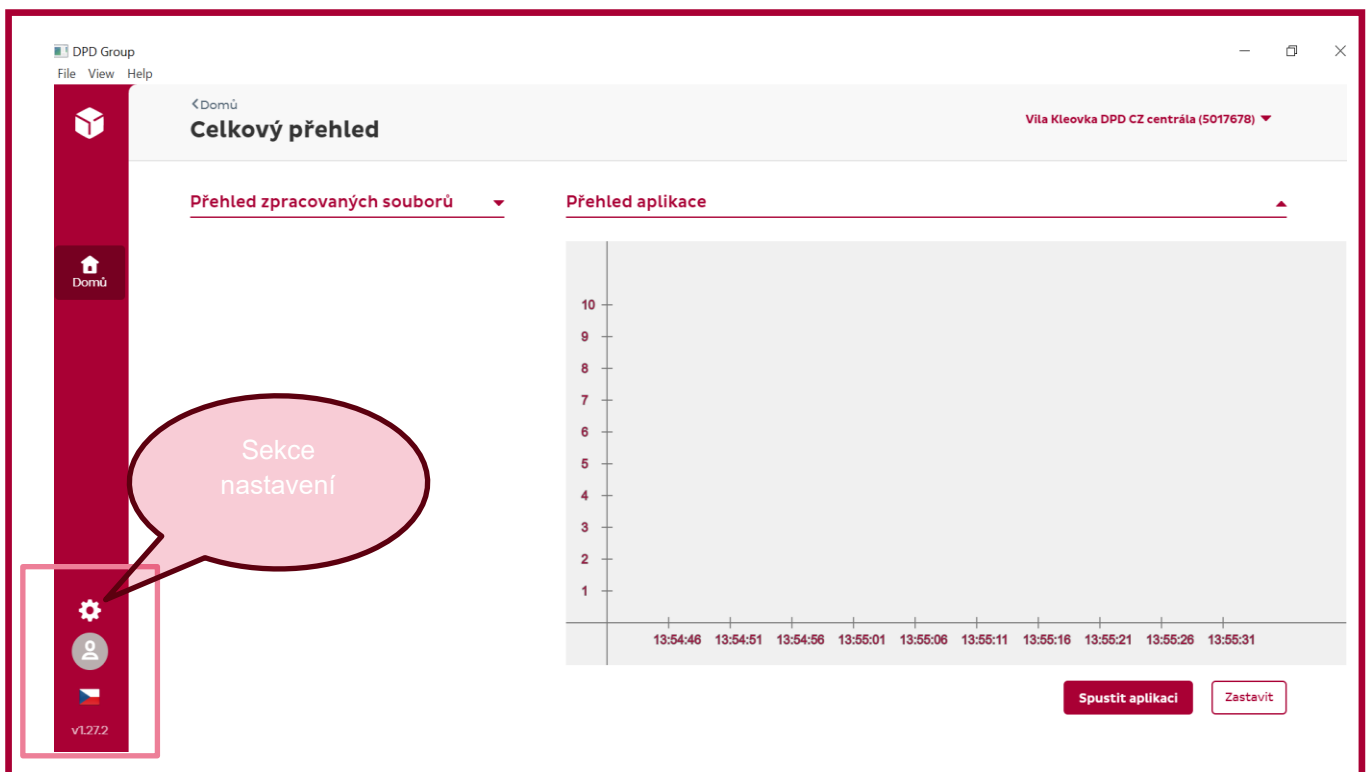 DPD Group
File View Help
Domů
Celkový přehled
Vila Kleovka DPD CZ centrála (5017678)
Přehled zpracovaných souborů
Přehled aplikace
Domů
10
9
8
7
6
5
4
3
2
1
13:54:46 13:54:51 13:54:56 13:55:01 13:55:06 13:55:11 13:55:16 13:55:21 13:55:26 13:55:31
Sekce
nastavení
Spustit aplikaci
Zastavit
v1.27.2